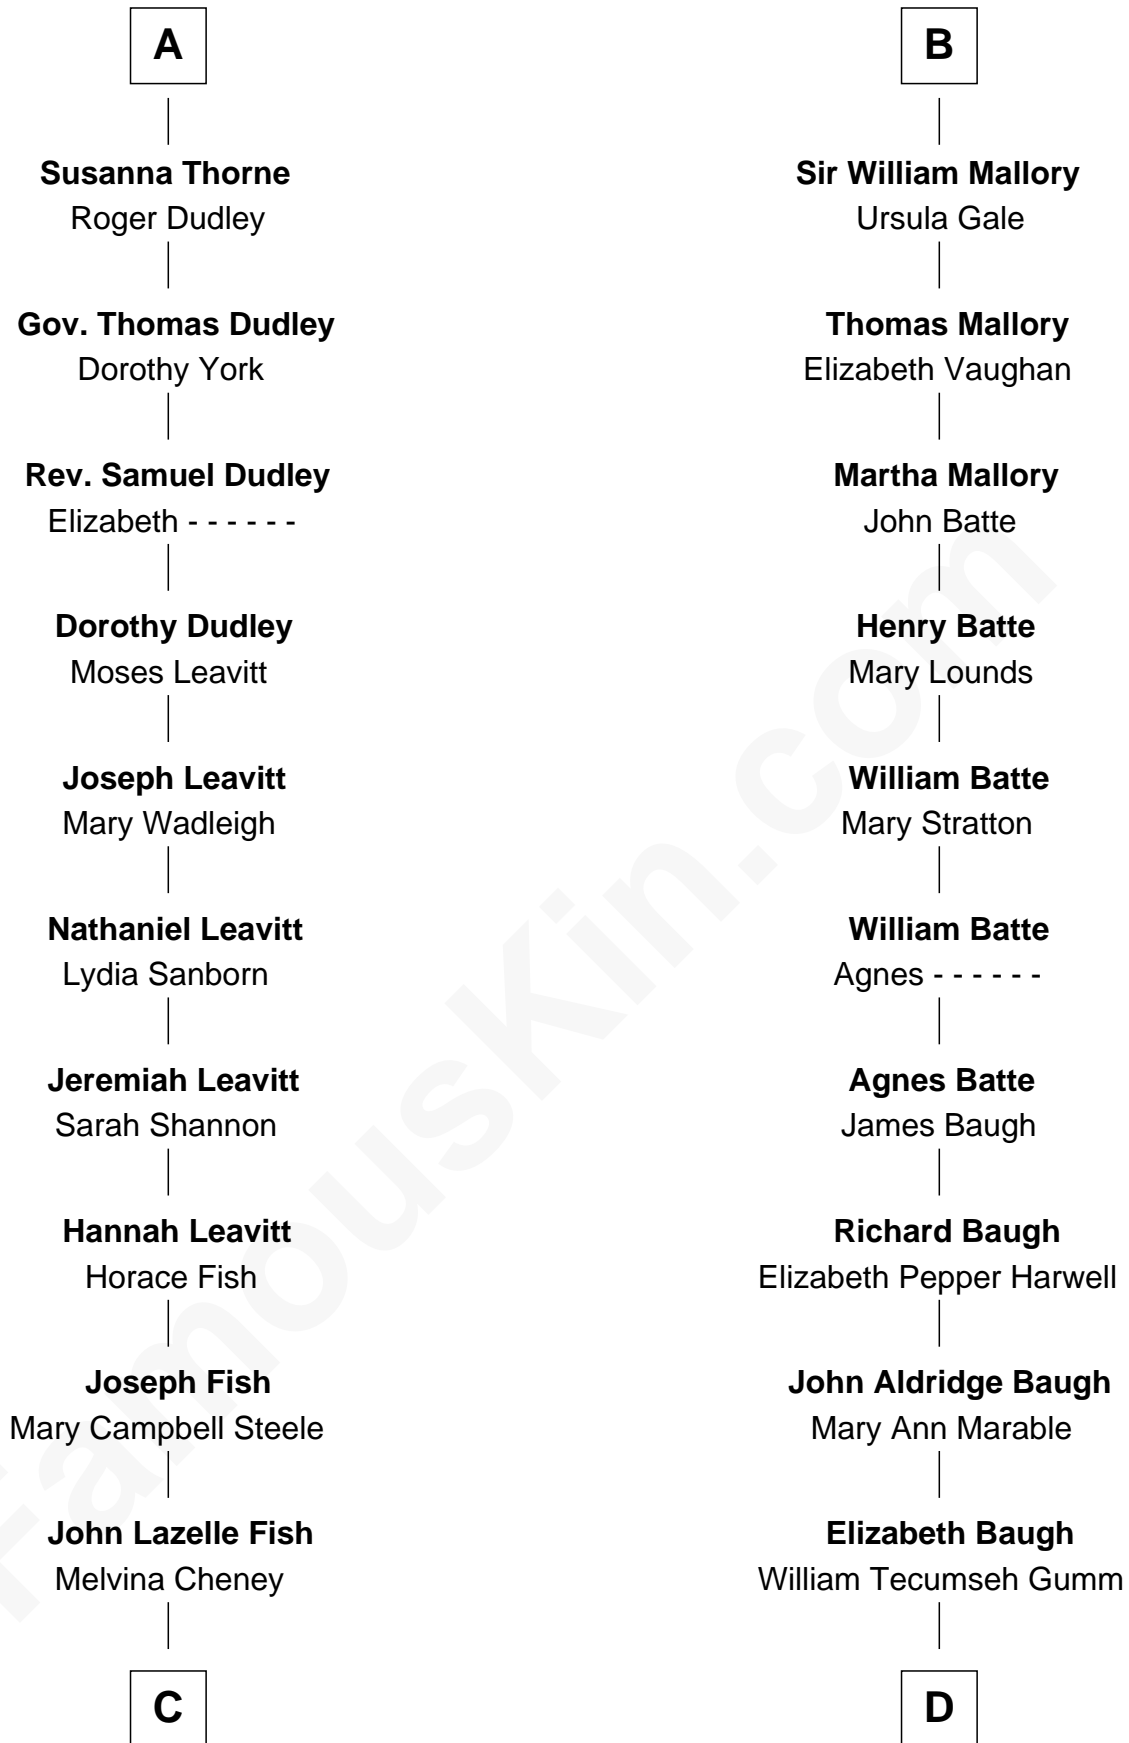 A
Susanna Thorne
Roger Dudley
Gov. Thomas Dudley
Dorothy York
Rev. Samuel Dudley
Elizabeth - - - - - -
Dorothy Dudley
Moses Leavitt
Joseph Leavitt
Mary Wadleigh
Nathaniel Leavitt
Lydia Sanborn
Jeremiah Leavitt
Sarah Shannon
Hannah Leavitt
Horace Fish
Joseph Fish
Mary Campbell Steele
John Lazelle Fish
Melvina Cheney
C
B
Sir William Mallory
Ursula Gale
Thomas Mallory
Elizabeth Vaughan
Martha Mallory
John Batte
Henry Batte
Mary Lounds
William Batte
Mary Stratton
William Batte
Agnes - - - - - -
Agnes Batte
James Baugh
Richard Baugh
Elizabeth Pepper Harwell
John Aldridge Baugh
Mary Ann Marable
Elizabeth Baugh
William Tecumseh Gumm
D
FamousKin.com